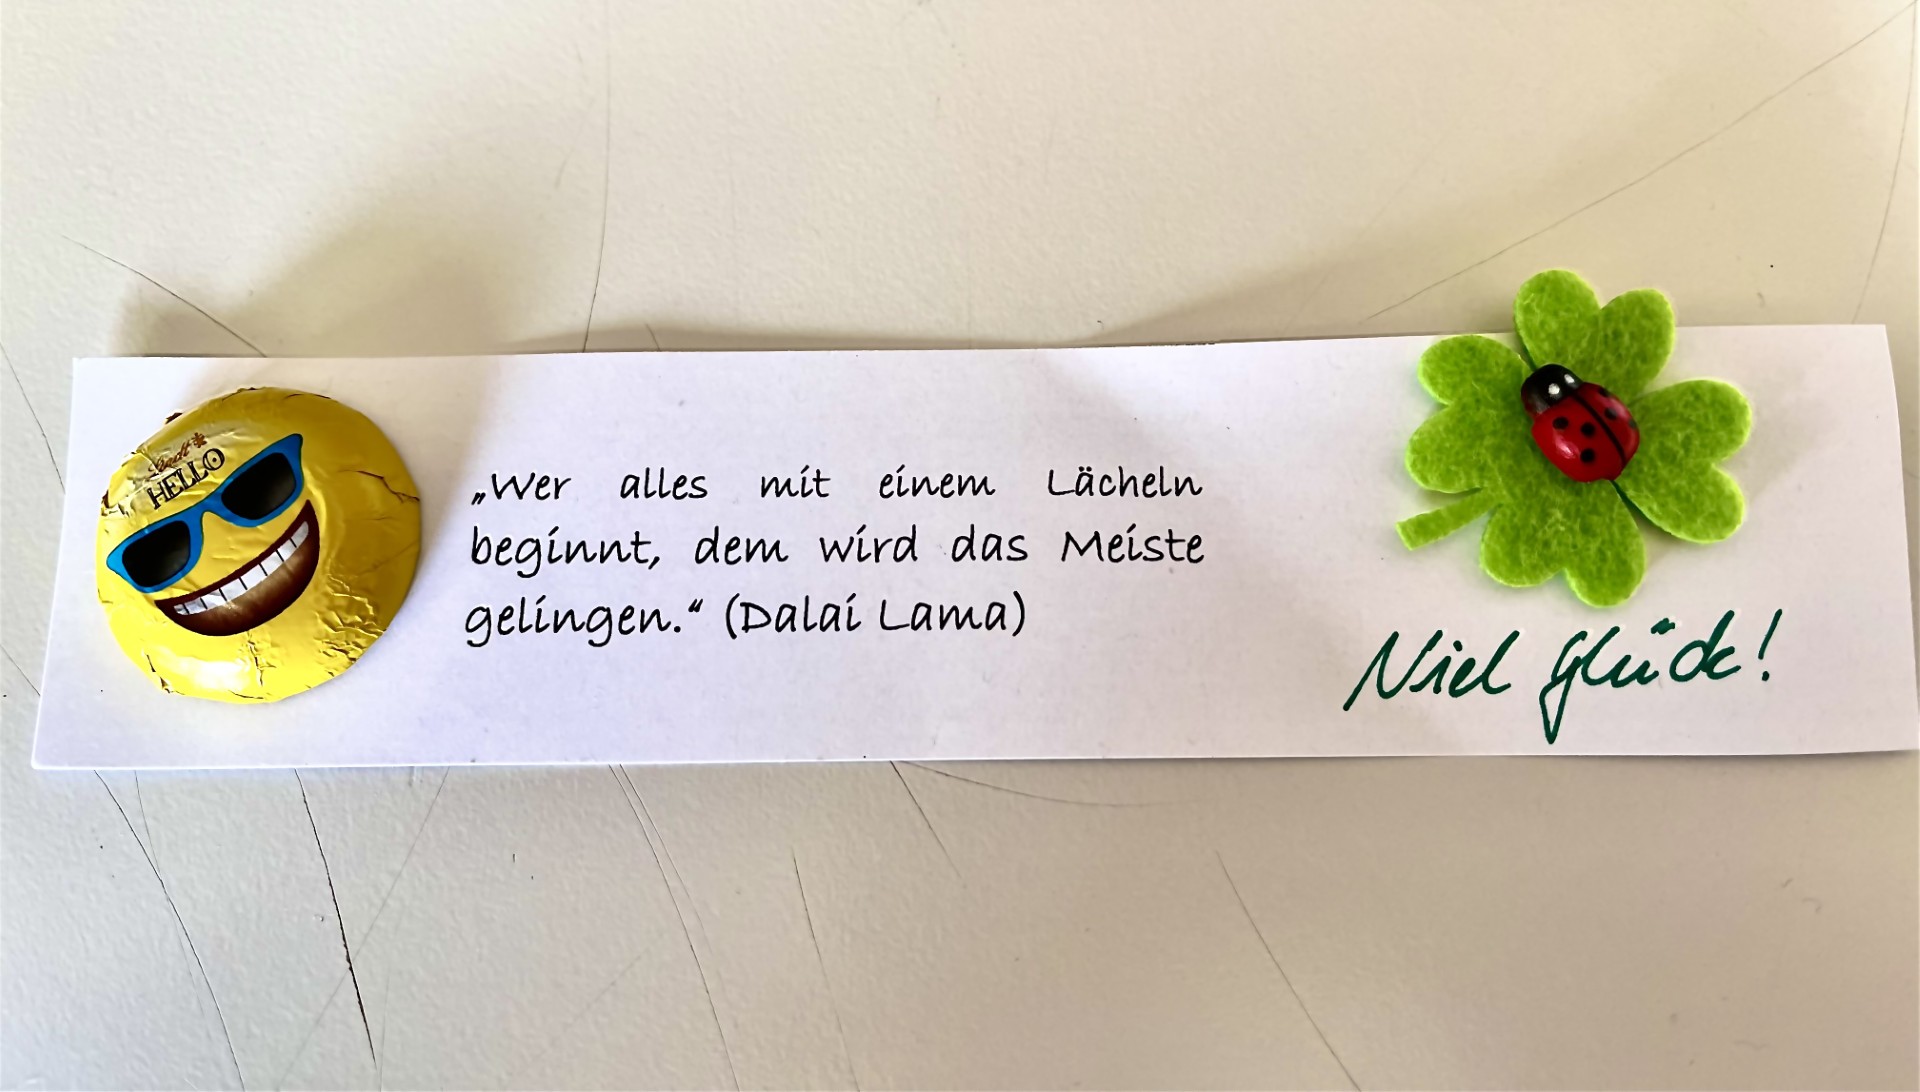 Lindt
HELLO
„Wer alles mit einem Lächeln
beginnt, dem wird das Meiste
gelingen.“ (Dalai Lama)
Viel Glück!